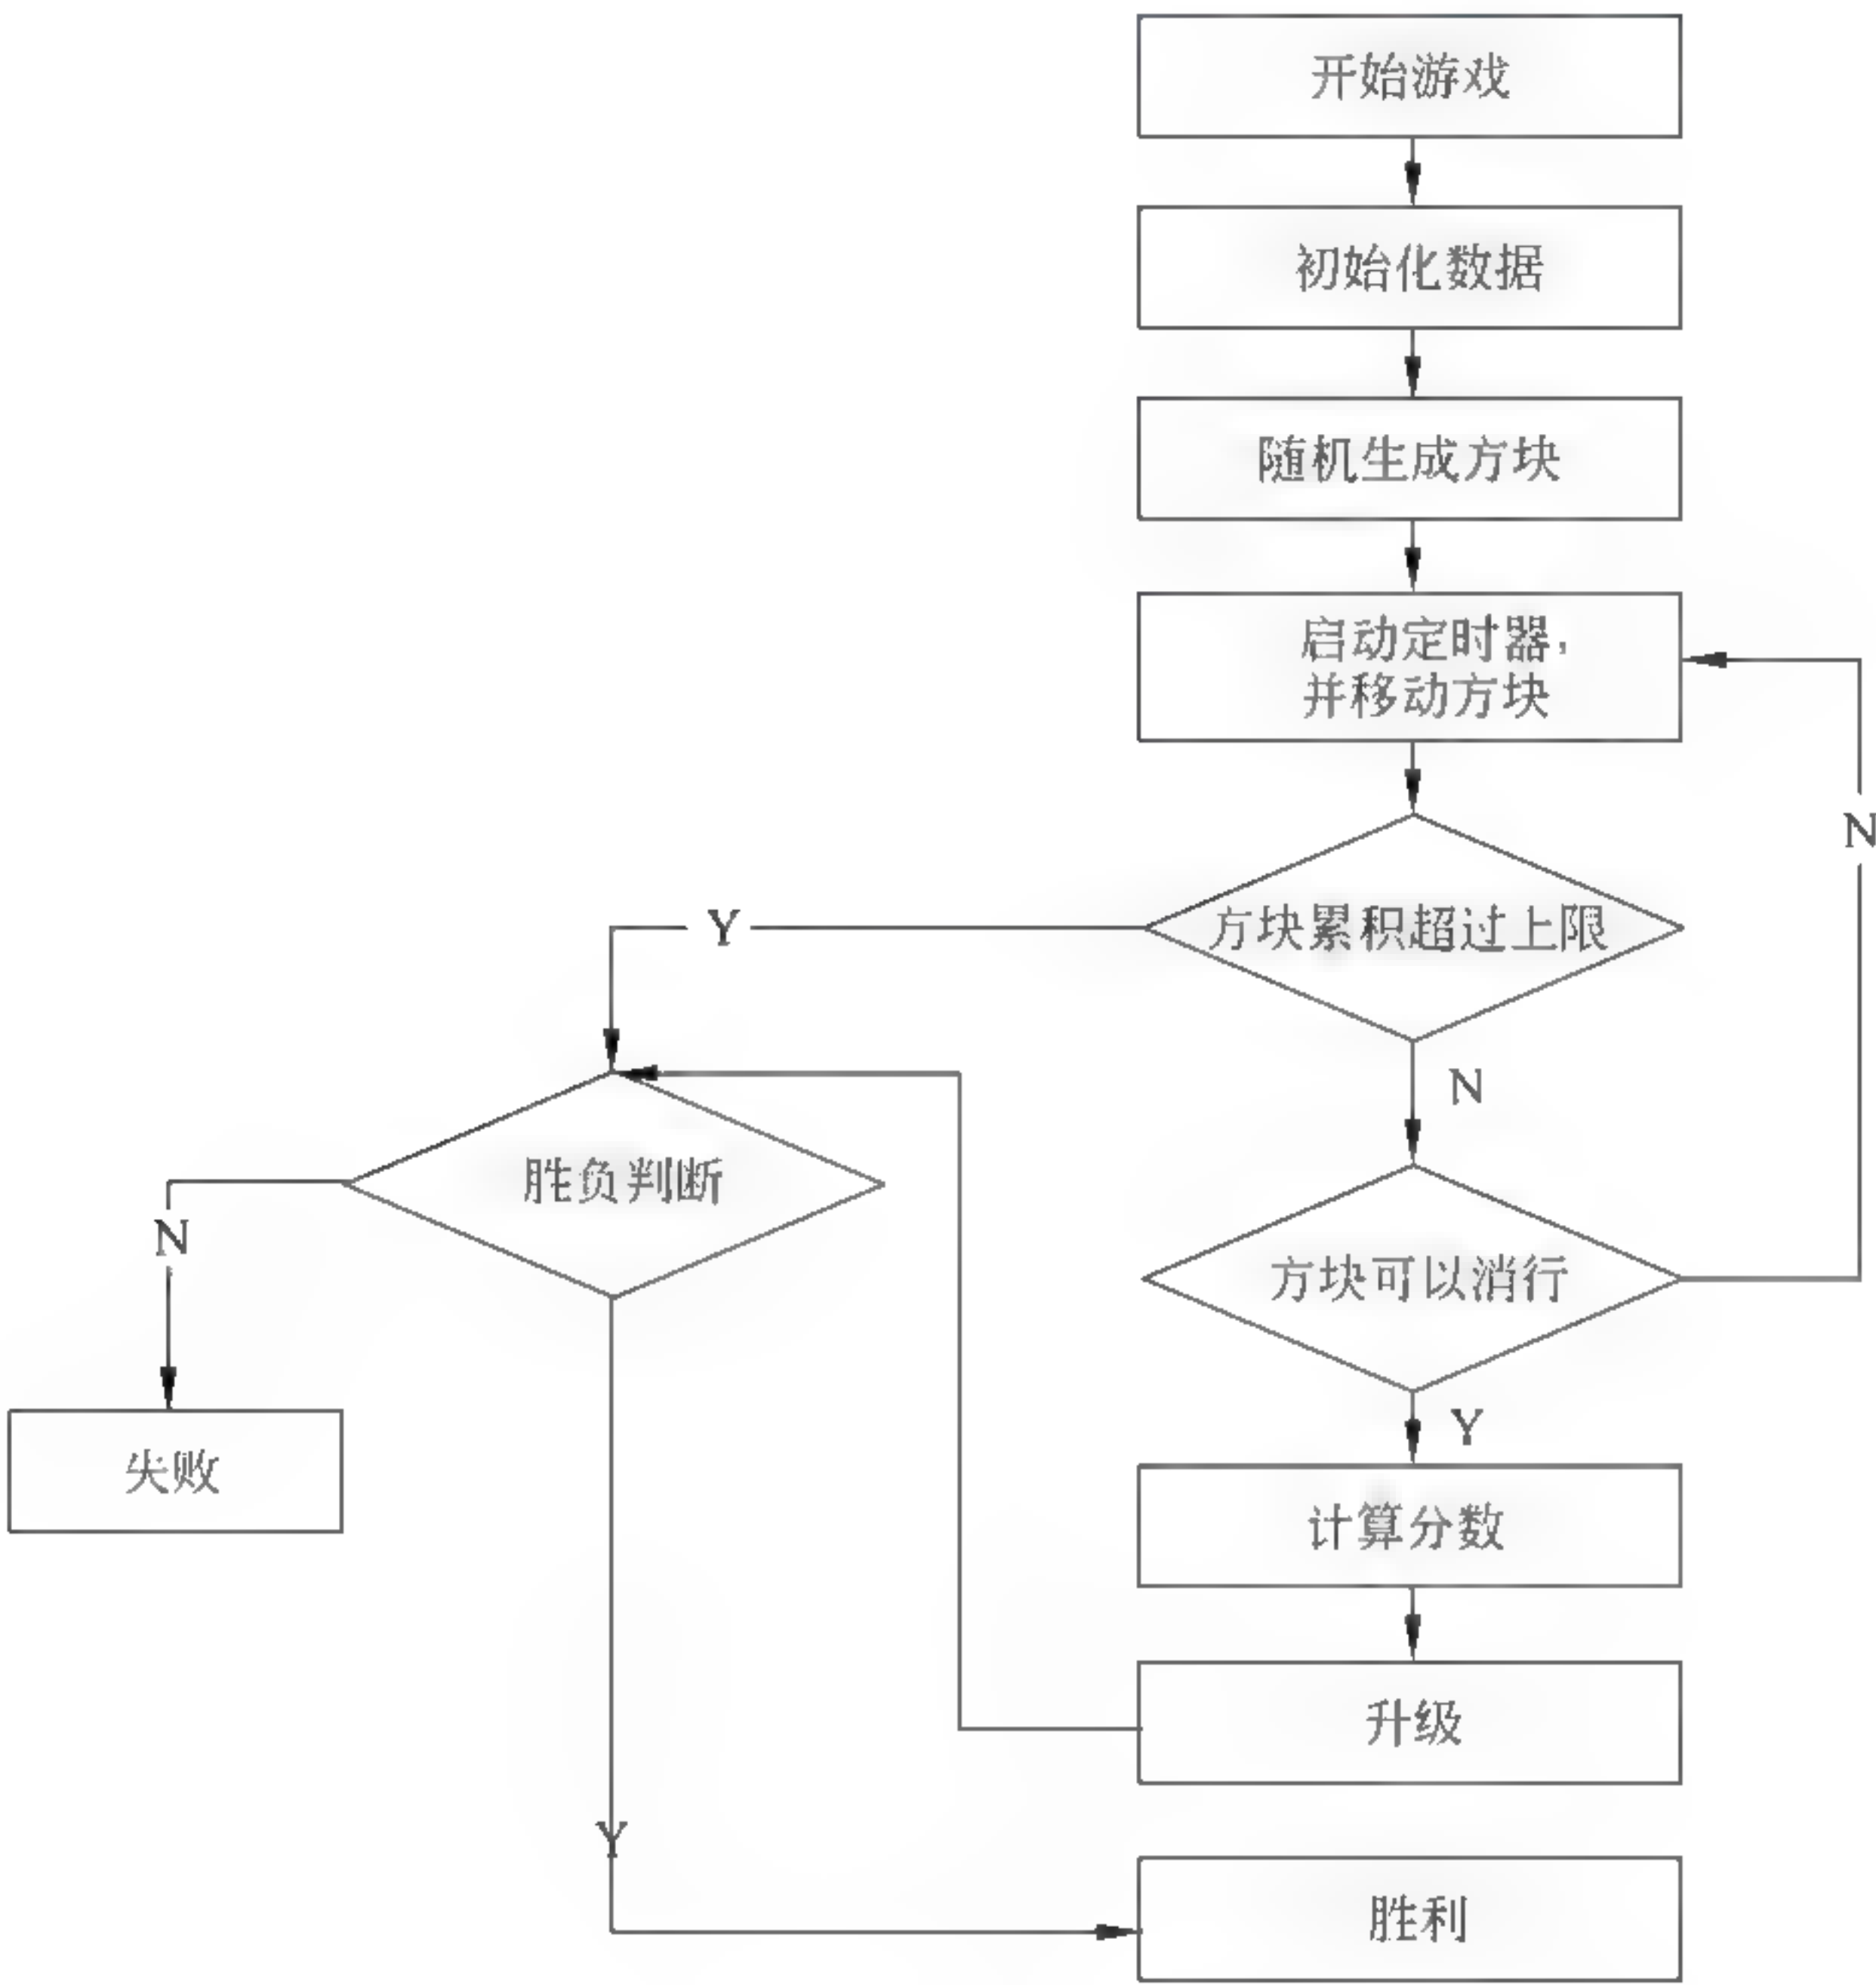 开始游戏
初始化数据
随机生成方块
启动定时器，
并移动方块
N
方块累积超过上限
Y
N
胜负判断
N
方块可以消行
Y
失败
计算分数
升级
Y
胜利